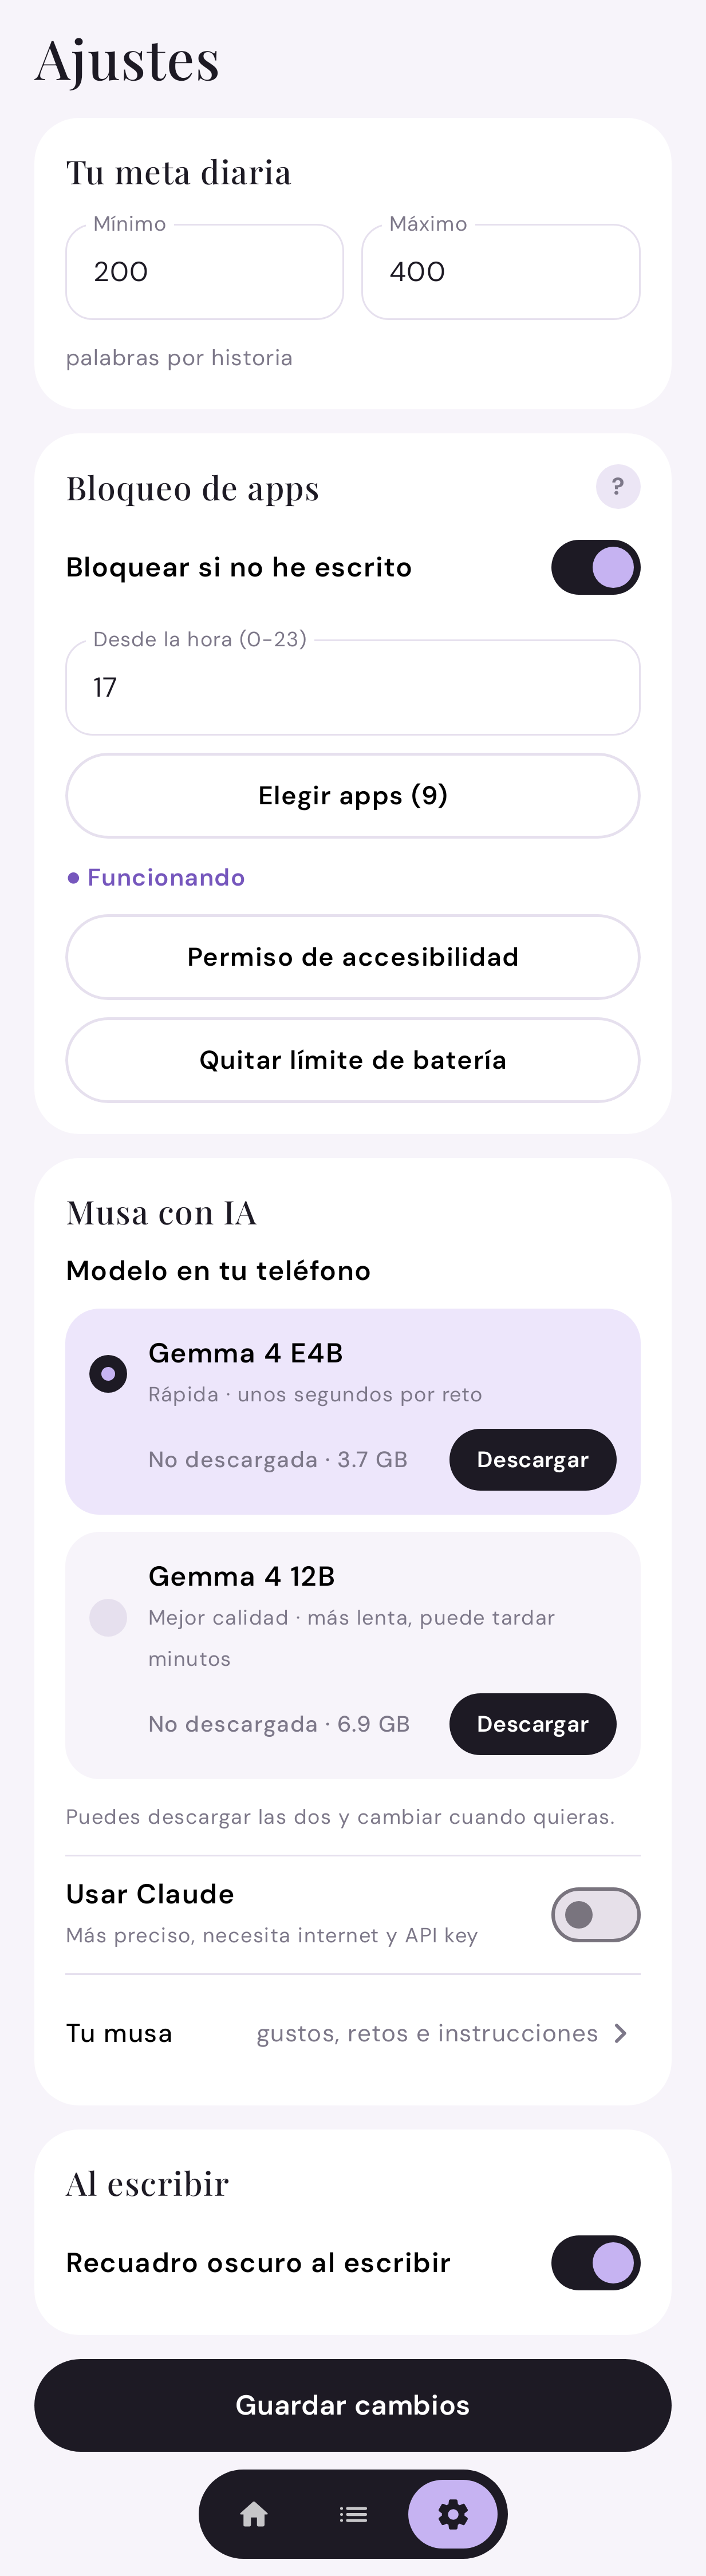 Ajustes
Tu meta diaria
Mínimo
Máximo
200
400
palabras por historia
Bloqueo de apps
?
Bloquear si no he escrito
Desde la hora (0-23)
17
Elegir apps (9)
Funcionando
Permiso de accesibilidad
Quitar límite de batería
Musa con IA
Modelo en tu teléfono
Gemma 4 E4B
Rápida · unos segundos por reto
No descargada · 3.7 GB
Descargar
Gemma 4 12B
Mejor calidad · más lenta, puede tardar
minutos
No descargada · 6.9 GB
Descargar
Puedes descargar las dos y cambiar cuando quieras.
Usar Claude
Más preciso, necesita internet y API key
Tu musa
gustos, retos e instrucciones
Al escribir
Recuadro oscuro al escribir
Guardar cambios